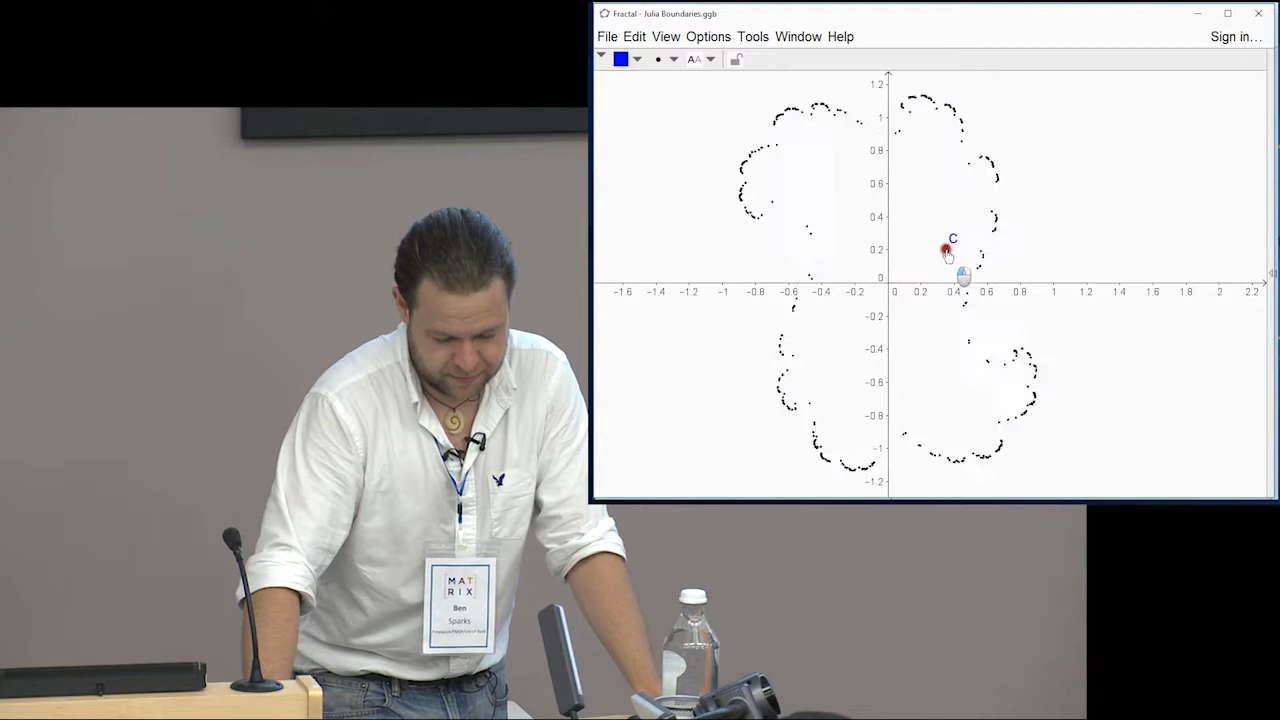 Fractal - Julia Boundaries.ggb
File Edit View Options Tools Window Help
Sign in...
AA
1.2
1
0.8
0.6
0.4
0.2
0
-0.2
-0.4
-0.6
-0.8
-1
-1.2
-1.6 -1.4 -1.2 -1 -0.8 -0.6 -0.4 -0.2 0 0.2 0.4 0.6 0.8 1 1.2 1.4 1.6 1.8 2 2.2
C
MAT
RIX
Ben
Sparks